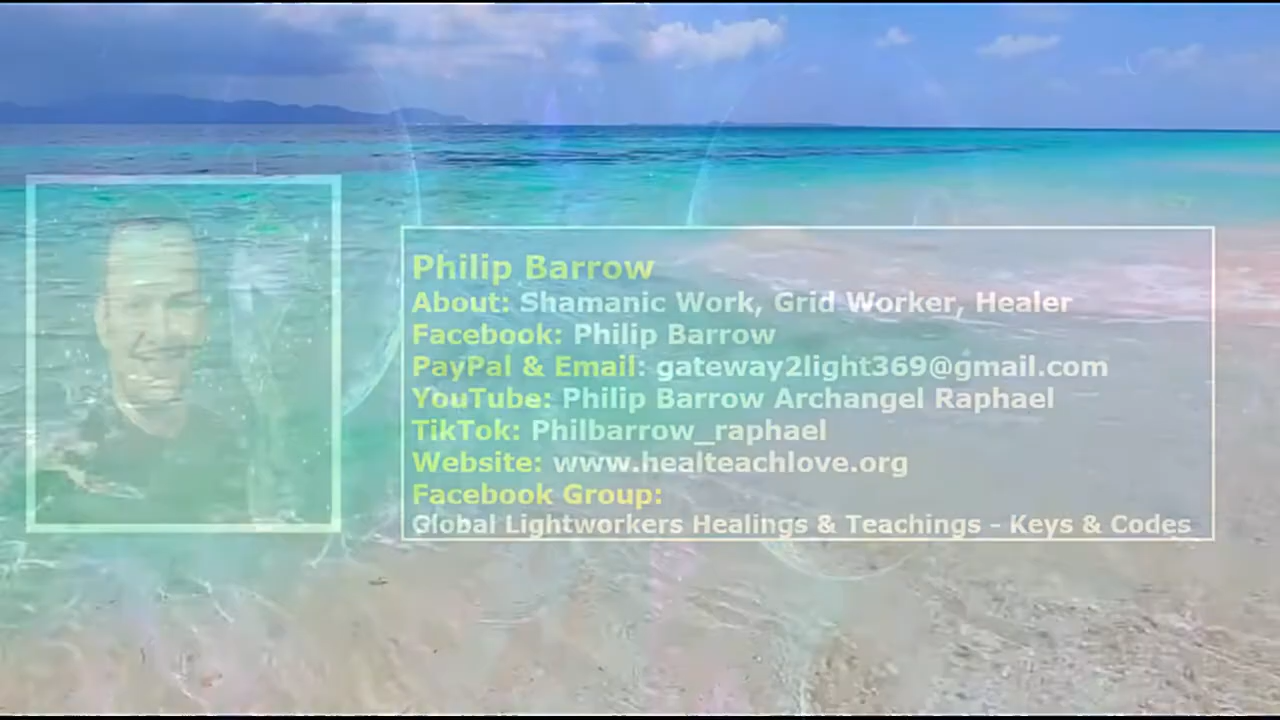 Philip Barrow
About: Shamanic Work, Grid Worker, Healer
Facebook: Philip Barrow
PayPal & Email: gateway2light369@gmail.com
YouTube: Philip Barrow Archangel Raphael
TikTok: Philbarrow_raphael
Website: www.healteachlove.org
Facebook Group:
Global Lightworkers Healings & Teachings - Keys & Codes